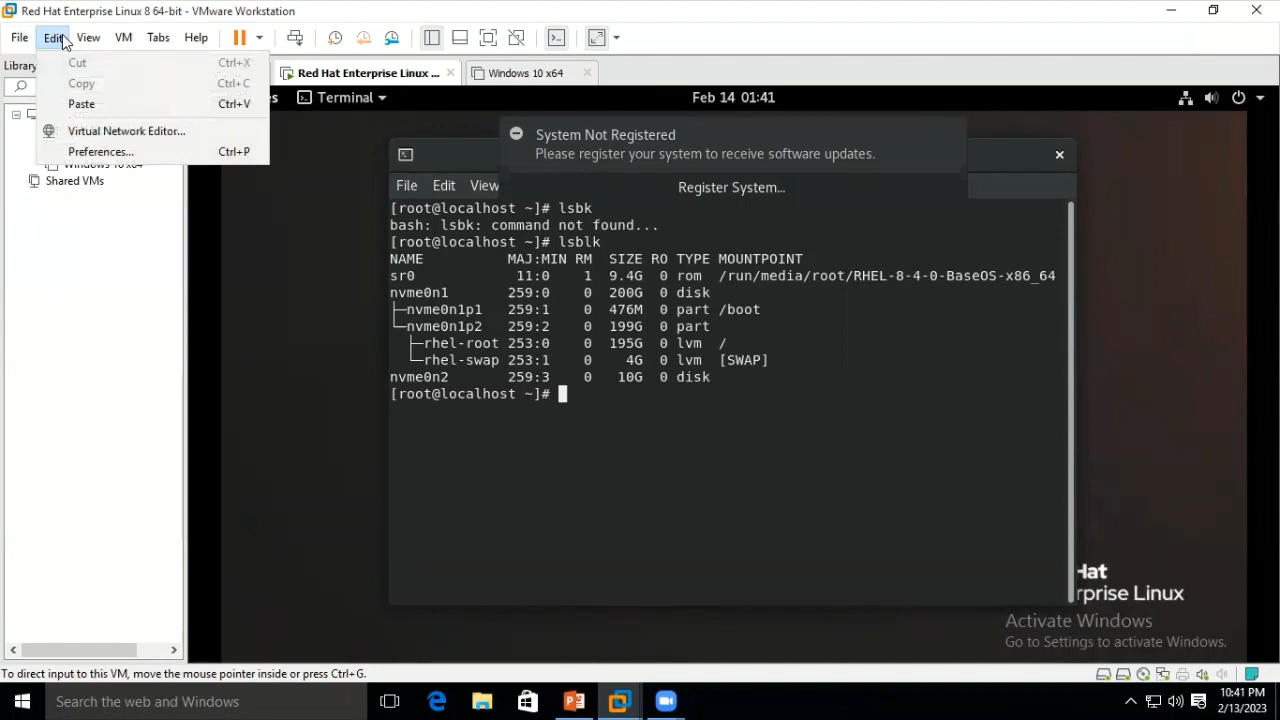 Red Hat Enterprise Linux 8 64-bit - VMware Workstation
File Edit View VM Tabs Help
Library
Red Hat Enterprise Linux ...
Windows 10 x64
Cut Ctrl+X
Copy Ctrl+C
Paste Ctrl+V
Virtual Network Editor...
Preferences... Ctrl+P
Windows 10 x64
Shared VMs
Terminal
Feb 14 01:41
System Not Registered
Please register your system to receive software updates.
Register System...
File Edit View
[root@localhost ~]# lsbk
bash: lsbk: command not found...
[root@localhost ~]# lsblk
NAME MAJ:MIN RM SIZE RO TYPE MOUNTPOINT
sr0 11:0 1 9.4G 0 rom /run/media/root/RHEL-8-4-0-BaseOS-x86_64
nvme0n1 259:0 0 200G 0 disk
├─nvme0n1p1 259:1 0 476M 0 part /boot
└─nvme0n1p2 259:2 0 199G 0 part
├─rhel-root 253:0 0 195G 0 lvm /
└─rhel-swap 253:1 0 4G 0 lvm [SWAP]
nvme0n2 259:3 0 10G 0 disk
[root@localhost ~]#
Hat
rprise Linux
Activate Windows
Go to Settings to activate Windows.
To direct input to this VM, move the mouse pointer inside or press Ctrl+G.
Search the web and Windows
10:41 PM
2/13/2023